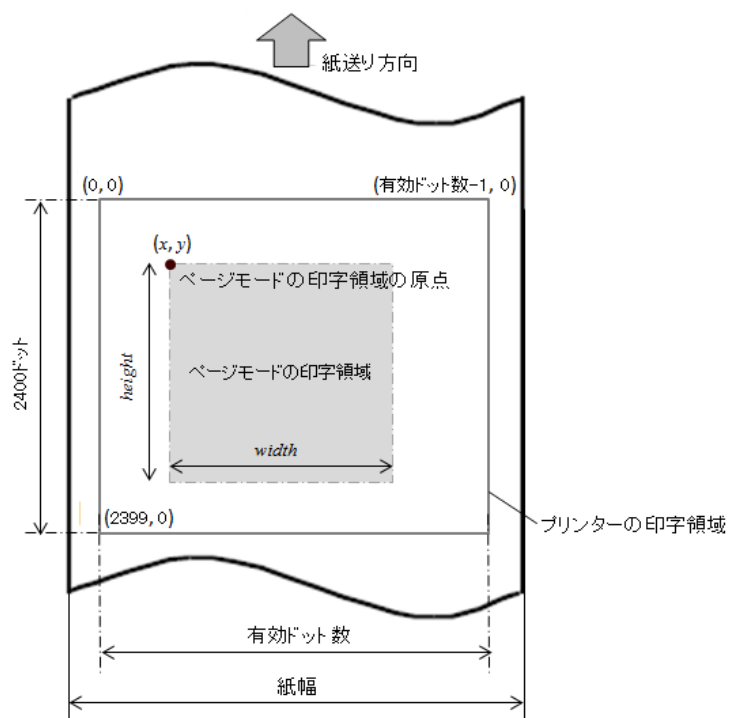 紙送り方向
(0, 0)
(有効ドット数-1, 0)
(x, y)
ページモードの印字領域の原点
2400ドット
height
ページモードの印字領域
width
(2399, 0)
プリンターの印字領域
有効ドット数
紙幅